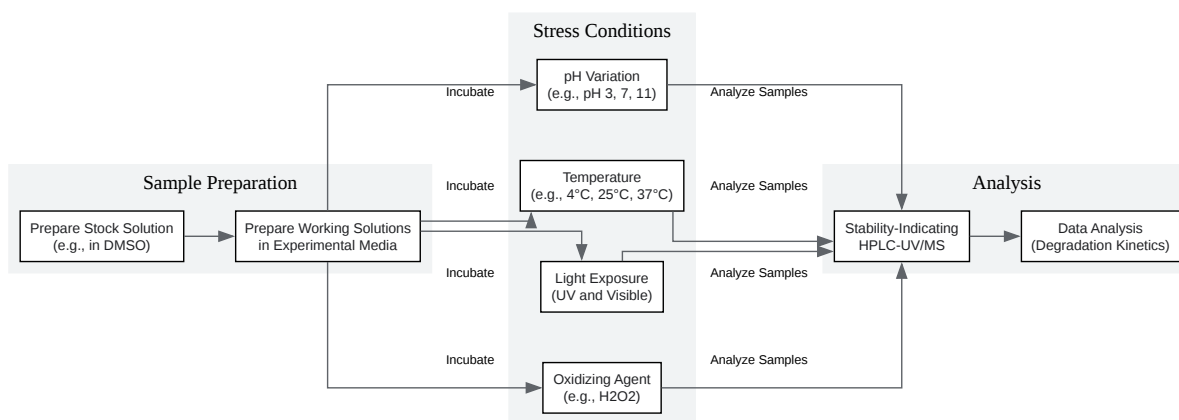 Stress Conditions
pH Variation
(e.g., pH 3, 7, 11)
Incubate
Analyze Samples
Sample Preparation
Temperature
(e.g., 4°C, 25°C, 37°C)
Incubate
Analyze Samples
Analysis
Prepare Stock Solution
(e.g., in DMSO)
Prepare Working Solutions
in Experimental Media
Stability-Indicating
HPLC-UV/MS
Data Analysis
(Degradation Kinetics)
Incubate
Light Exposure
(UV and Visible)
Analyze Samples
Incubate
Oxidizing Agent
(e.g., H2O2)
Analyze Samples